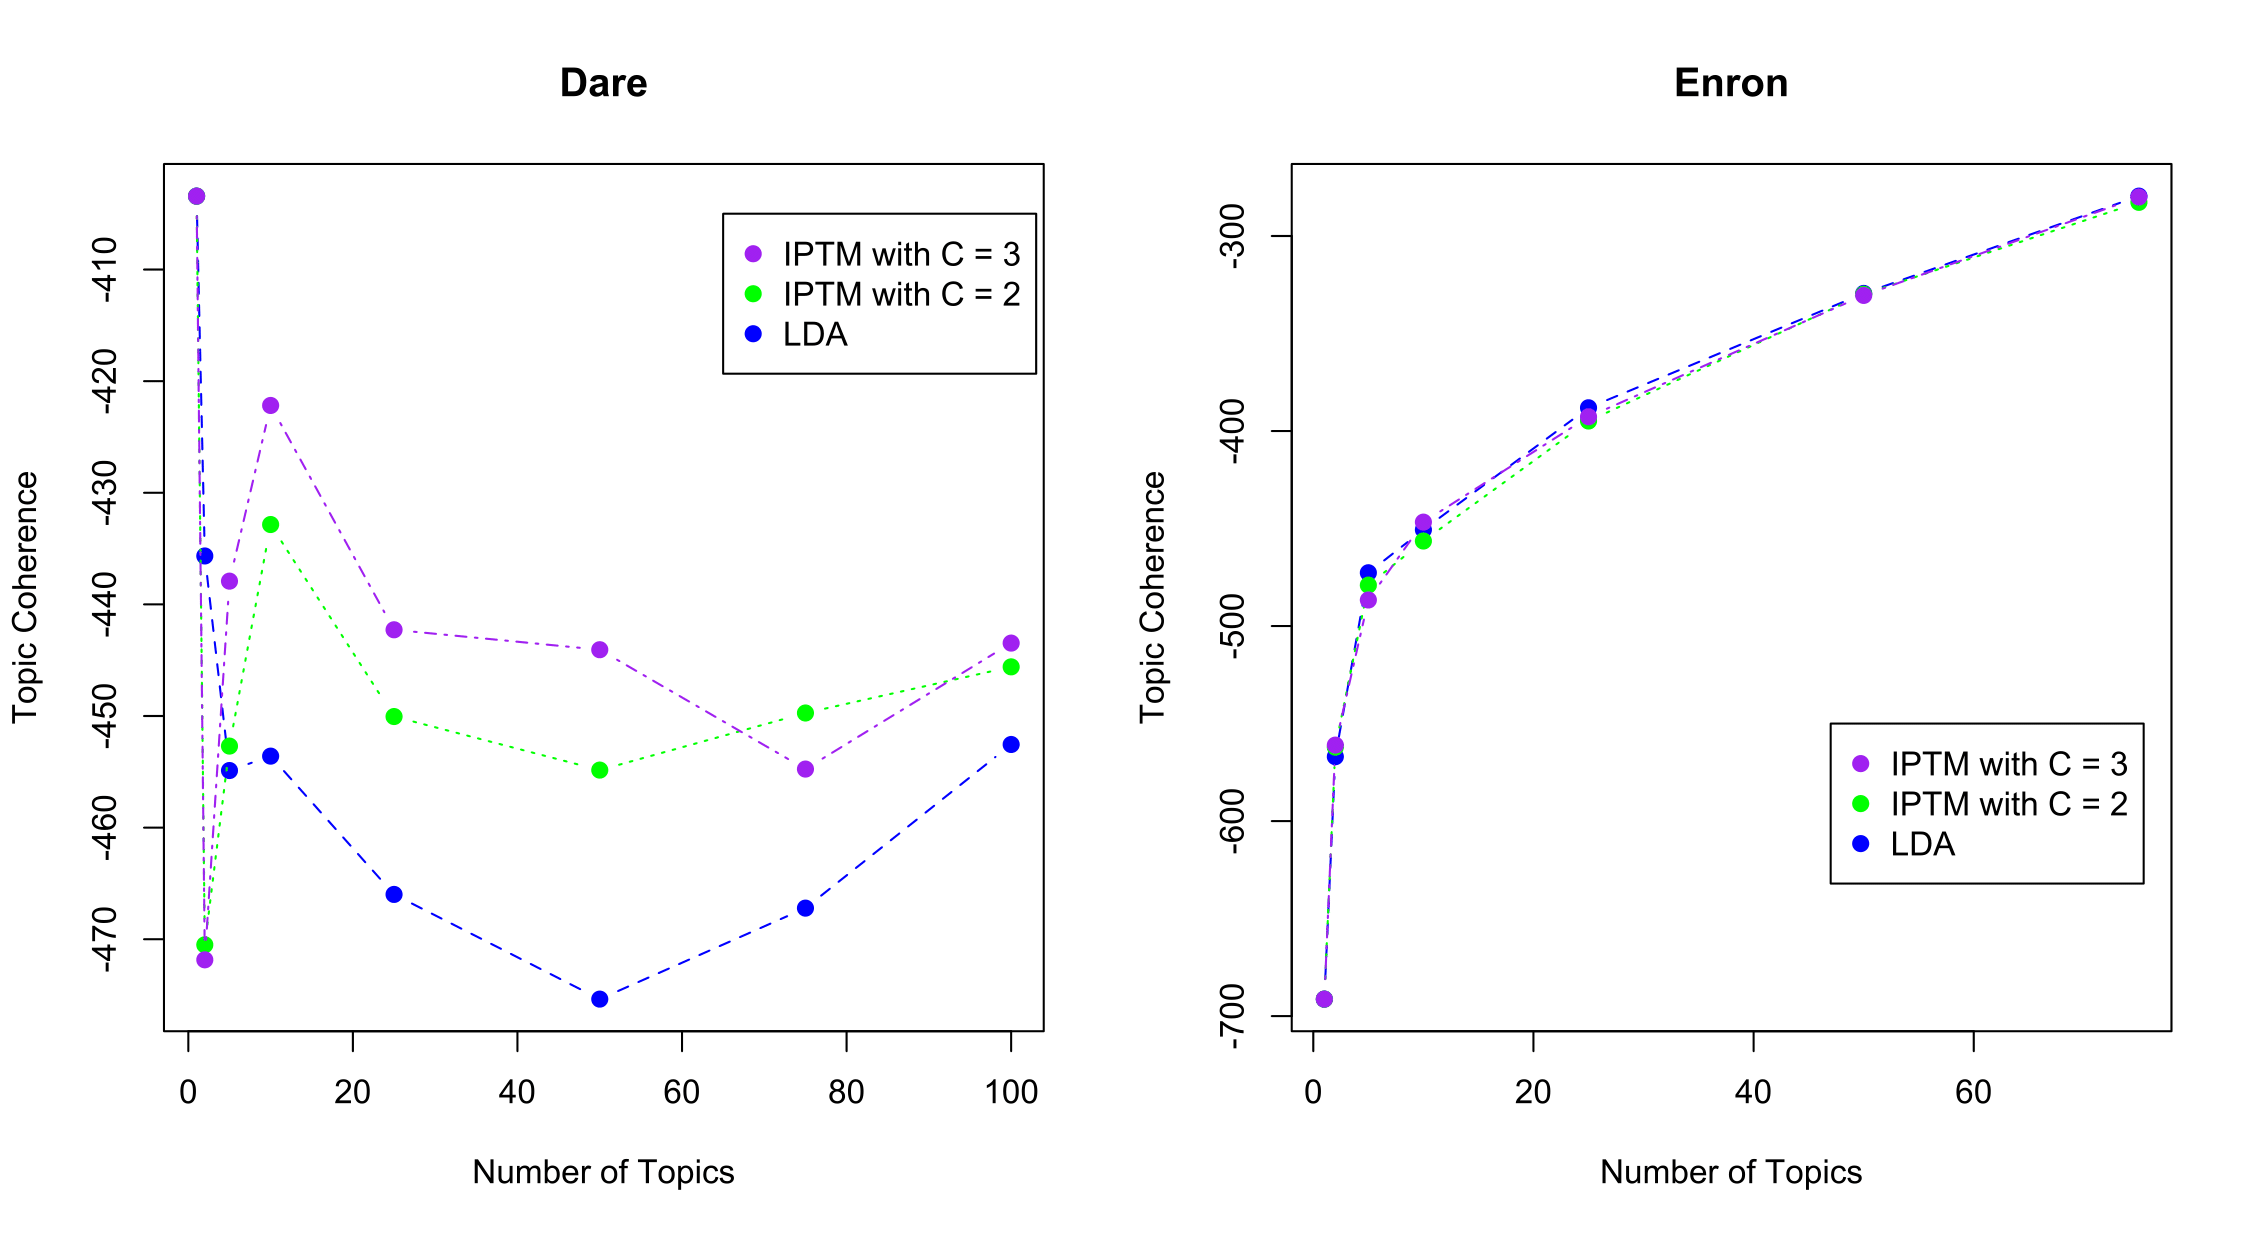 Dare
Topic Coherence
-410
-420
-430
-440
-450
-460
-470
IPTM with C = 3
IPTM with C = 2
LDA
0 20 40 60 80 100
Number of Topics
Enron
Topic Coherence
-300
-400
-500
-600
-700
IPTM with C = 3
IPTM with C = 2
LDA
0 20 40 60
Number of Topics